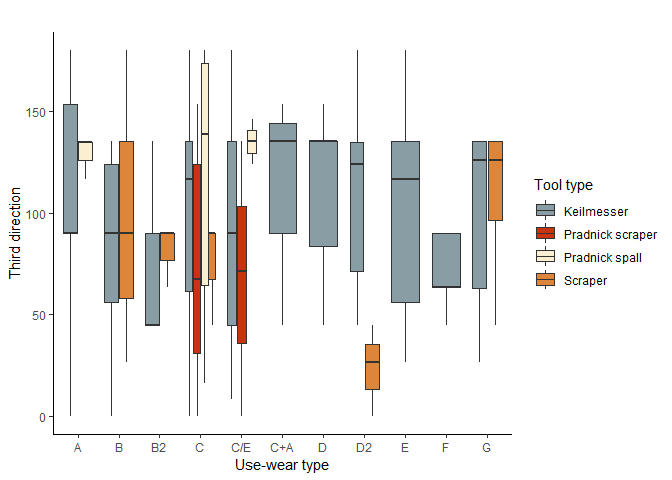 150
100
50
0
Third direction
A B B2 C C/E C+A D D2 E F G
Use-wear type
Tool type
Keilmesser
Pradnick scraper
Pradnick spall
Scraper